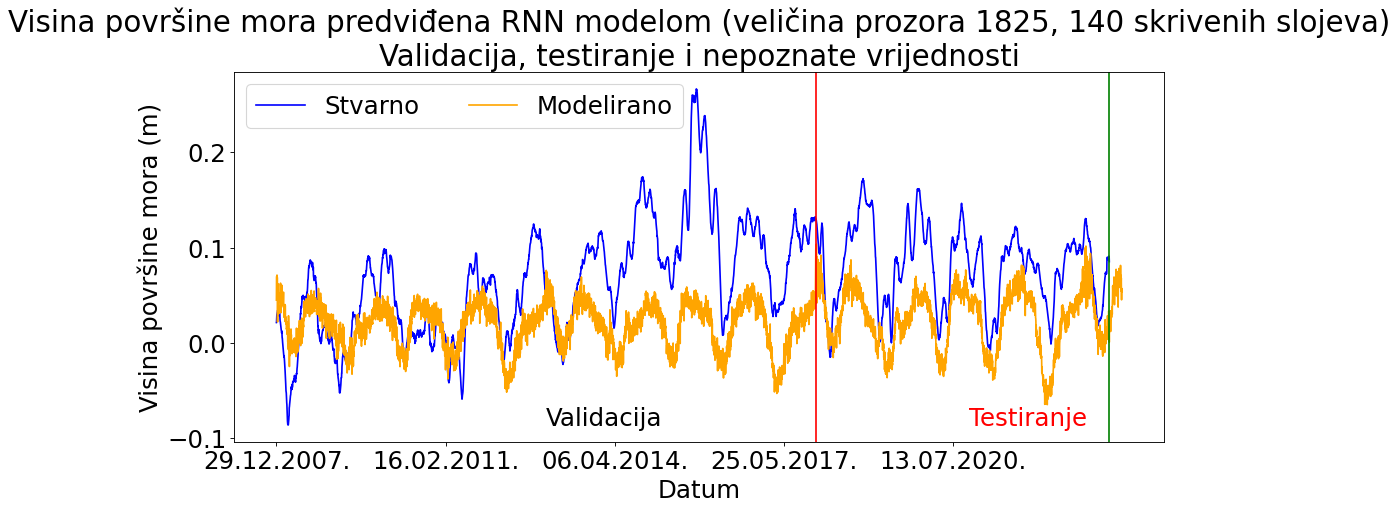 Visina površine mora predviđena RNN modelom (veličina prozora 1825, 140 skrivenih slojeva)
Validacija, testiranje i nepoznate vrijednosti
Stvarno
Modelirano
Visina površine mora (m)
0.2
0.1
0.0
−0.1
Validacija
Testiranje
29.12.2007.
16.02.2011.
06.04.2014.
25.05.2017.
13.07.2020.
Datum